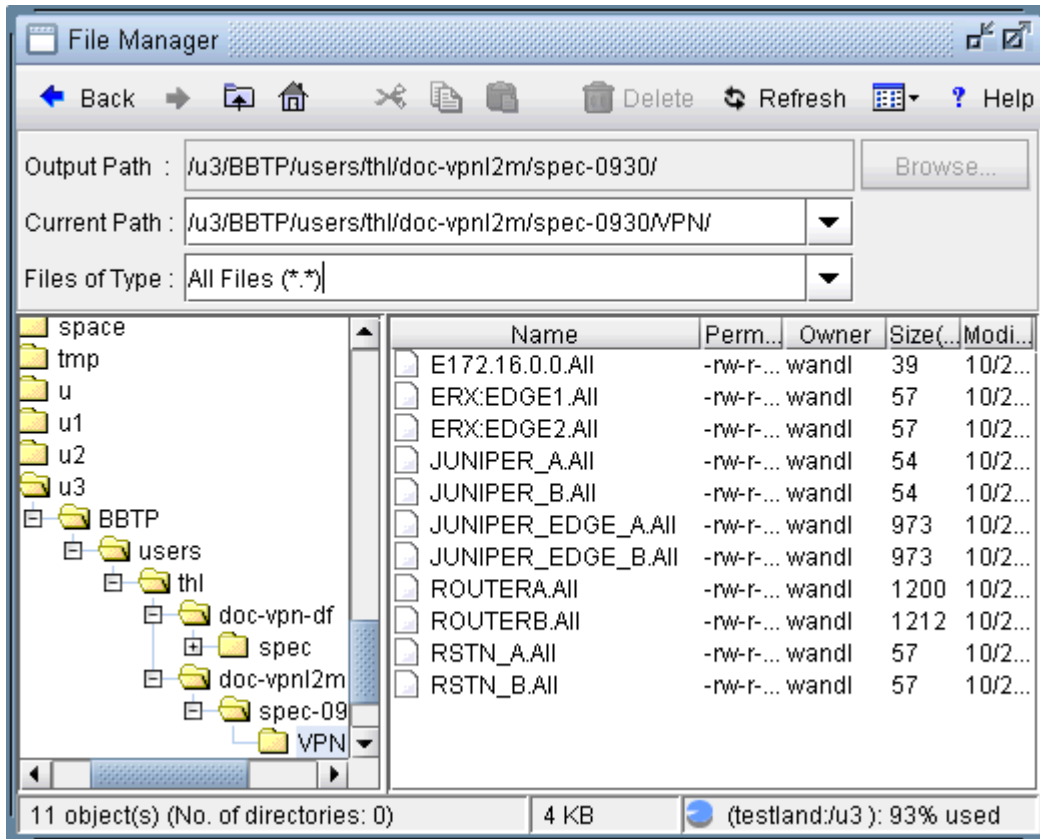 File Manager
Back Delete Refresh Help
Output Path : /u3/BBTP/users/thl/doc-vpnl2m/spec-0930/ Browse...
Current Path : /u3/BBTP/users/thl/doc-vpnl2m/spec-0930/VPN/
Files of Type : All Files (*.*)
space
tmp
u
u1
u2
u3
BBTP
users
thl
doc-vpn-df
spec
doc-vpnl2m
spec-09
VPN
Name Perm... Owner Size(... Modi...
E172.16.0.0.All -rw-r-... wandl 39 10/2...
ERX:EDGE1.All -rw-r-... wandl 57 10/2...
ERX:EDGE2.All -rw-r-... wandl 57 10/2...
JUNIPER_A.All -rw-r-... wandl 54 10/2...
JUNIPER_B.All -rw-r-... wandl 54 10/2...
JUNIPER_EDGE_A.All -rw-r-... wandl 973 10/2...
JUNIPER_EDGE_B.All -rw-r-... wandl 973 10/2...
ROUTERA.All -rw-r-... wandl 1200 10/2...
ROUTERB.All -rw-r-... wandl 1212 10/2...
RSTN_A.All -rw-r-... wandl 57 10/2...
RSTN_B.All -rw-r-... wandl 57 10/2...
11 object(s) (No. of directories: 0) 4 KB (testland:/u3 ): 93% used